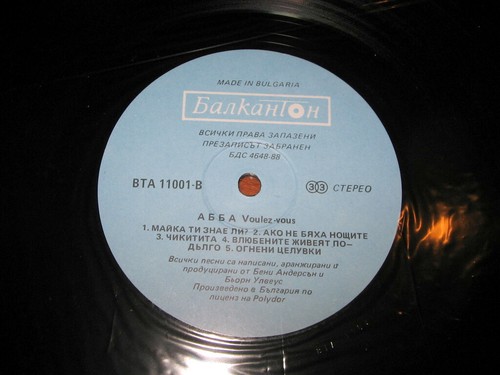 MADE IN BULGARIA
Балкантон
ВСИЧКИ ПРАВА ЗАПАЗЕНИ
ПРЕЗАПИСЪТ ЗАБРАНЕН
БДС 4648-88
ВТА 11001-В
33 СТЕРЕО
АББА Voulez-vous
1. МАЙКА ТИ ЗНАЕ ЛИ? 2. АКО НЕ БЯХА НОЩИТЕ
3. ЧИКИТИТА 4. ВЛЮБЕНИТЕ ЖИВЕЯТ ПО-
ДЪЛГО 5. ОГНЕНИ ЦЕЛУВКИ
Всички песни са написани, аранжирани и
продуцирани от Бени Андерсън и
Бьорн Улвеус
Произведено в България по
лиценз на Polydor